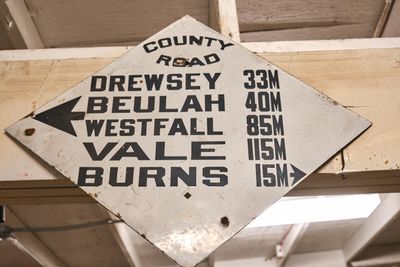 COUNTY
ROAD
DREWSEY 33M
BEULAH 40M
WESTFALL 85M
VALE 115M
BURNS 15M